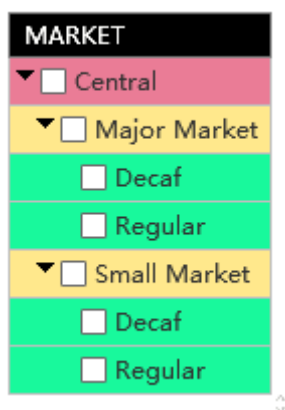 MARKET
Central
Major Market
Decaf
Regular
Small Market
Decaf
Regular